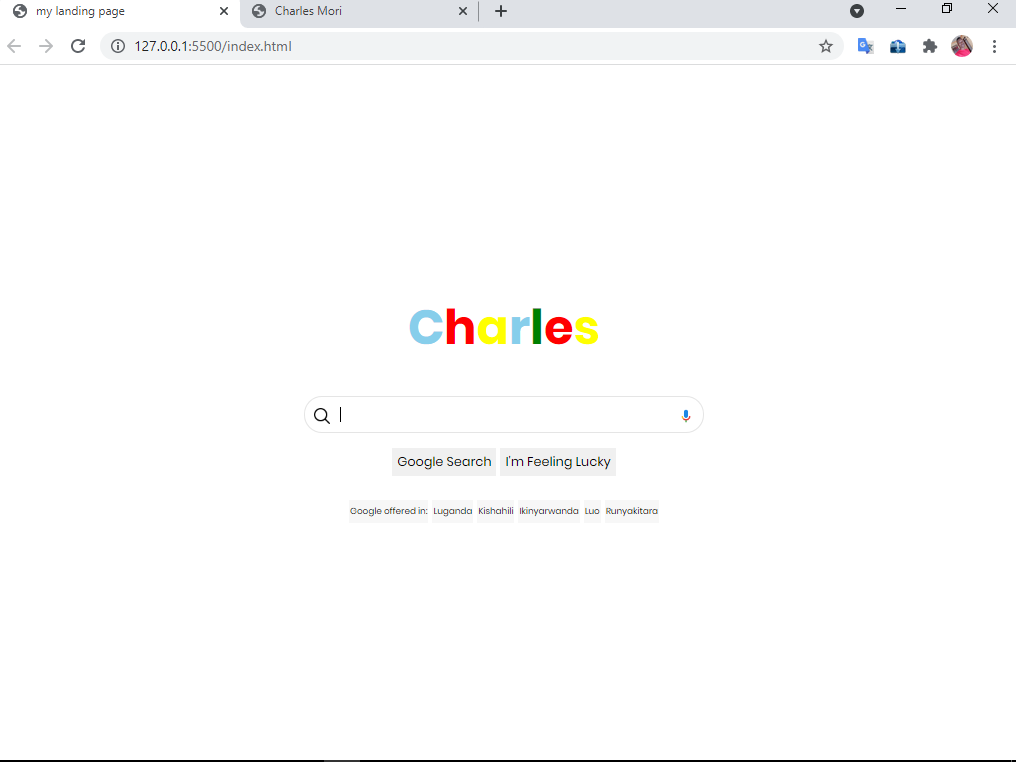 my landing page
Charles Mori
127.0.0.1:5500/index.html
Charles
Google Search
I'm Feeling Lucky
Google offered in: Luganda Kishahili Ikinyarwanda Luo Runyakitara